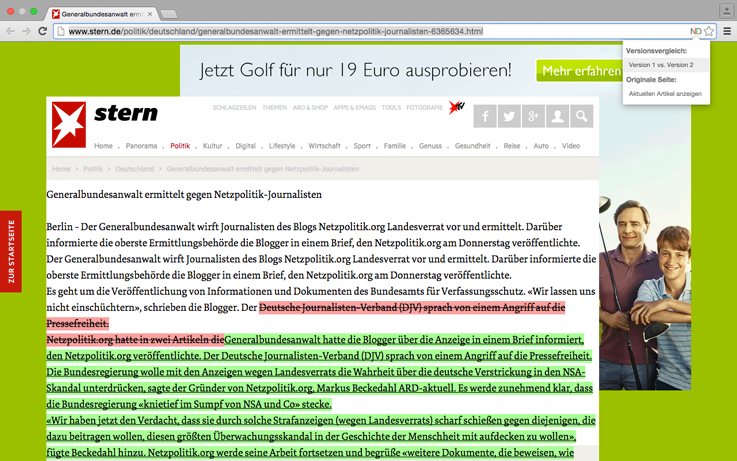 Generalbundesanwalt ermi
www.stern.de/politik/deutschland/generalbundesanwalt-ermittelt-gegen-netzpolitik-journalisten-6365634.html
ND
Versionsvergleich:
Version 1 vs. Version 2
Originale Seite:
Aktuellen Artikel anzeigen
Jetzt Golf für nur 19 Euro ausprobieren!
Mehr erfahren
stern
SCHLAGZEILEN THEMEN ABO & SHOP APPS & EMAGS TOOLS FOTOGRAFIE
Home Panorama Politik Kultur Digital Lifestyle Wirtschaft Sport Familie Genuss Gesundheit Reise Auto Video
Home > Politik > Deutschland > Generalbundesanwalt ermittelt gegen Netzpolitik-Journalisten
ZUR STARTSEITE
Generalbundesanwalt ermittelt gegen Netzpolitik-Journalisten
Berlin - Der Generalbundesanwalt wirft Journalisten des Blogs Netzpolitik.org Landesverrat vor und ermittelt. Darüber
informierte die oberste Ermittlungsbehörde die Blogger in einem Brief, den Netzpolitik.org am Donnerstag veröffentlichte.
Der Generalbundesanwalt wirft Journalisten des Blogs Netzpolitik.org Landesverrat vor und ermittelt. Darüber informierte die
oberste Ermittlungsbehörde die Blogger in einem Brief, den Netzpolitik.org am Donnerstag veröffentlichte.
Es geht um die Veröffentlichung von Informationen und Dokumenten des Bundesamts für Verfassungsschutz. «Wir lassen uns
nicht einschüchtern», schrieben die Blogger. Der Deutsche Journalisten-Verband (DJV) sprach von einem Angriff auf die
Pressefreiheit.
Netzpolitik.org hatte in zwei Artikeln dieGeneralbundesanwalt hatte die Blogger über die Anzeige in einem Brief informiert,
den Netzpolitik.org veröffentlichte. Der Deutsche Journalisten-Verband (DJV) sprach von einem Angriff auf die Pressefreiheit.
Die Bundesregierung wolle mit den Anzeigen wegen Landesverrats die Wahrheit über die deutsche Verstrickung in den NSA-
Skandal unterdrücken, sagte der Gründer von Netzpolitik.org, Markus Beckedahl ARD-aktuell. Es werde zunehmend klar, dass
die Bundesregierung «knietief im Sumpf von NSA und Co» stecke.
«Wir haben jetzt den Verdacht, dass sie durch solche Strafanzeigen (wegen Landesverrats) scharf schießen gegen diejenigen, die
dazu beitragen wollen, diesen größten Überwachungsskandal in der Geschichte der Menschheit mit aufdecken zu wollen»,
fügte Beckedahl hinzu. Netzpolitik.org werde seine Arbeit fortsetzen und begrüße «weitere Dokumente, die beweisen, wie